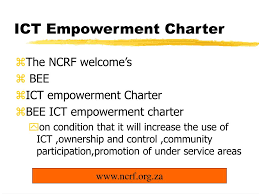 ICT Empowerment Charter
The NCRF welcome's
BEE
ICT empowerment Charter
BEE ICT empowerment charter
on condition that it will increase the use of
ICT ,ownership and control ,community
participation,promotion of under service areas
www.ncrf.org.za